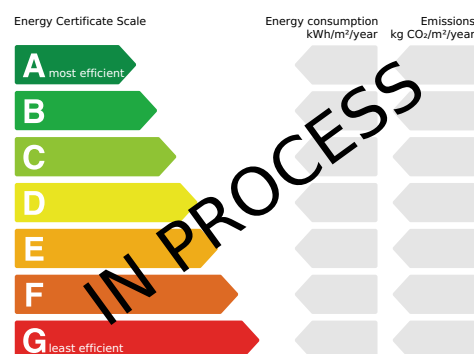 Energy Certificate Scale
Energy consumption
kWh/m²/year
Emissions
kg CO₂/m²/year
A most efficient
B
C
D
E
F
G least efficient
IN PROCESS